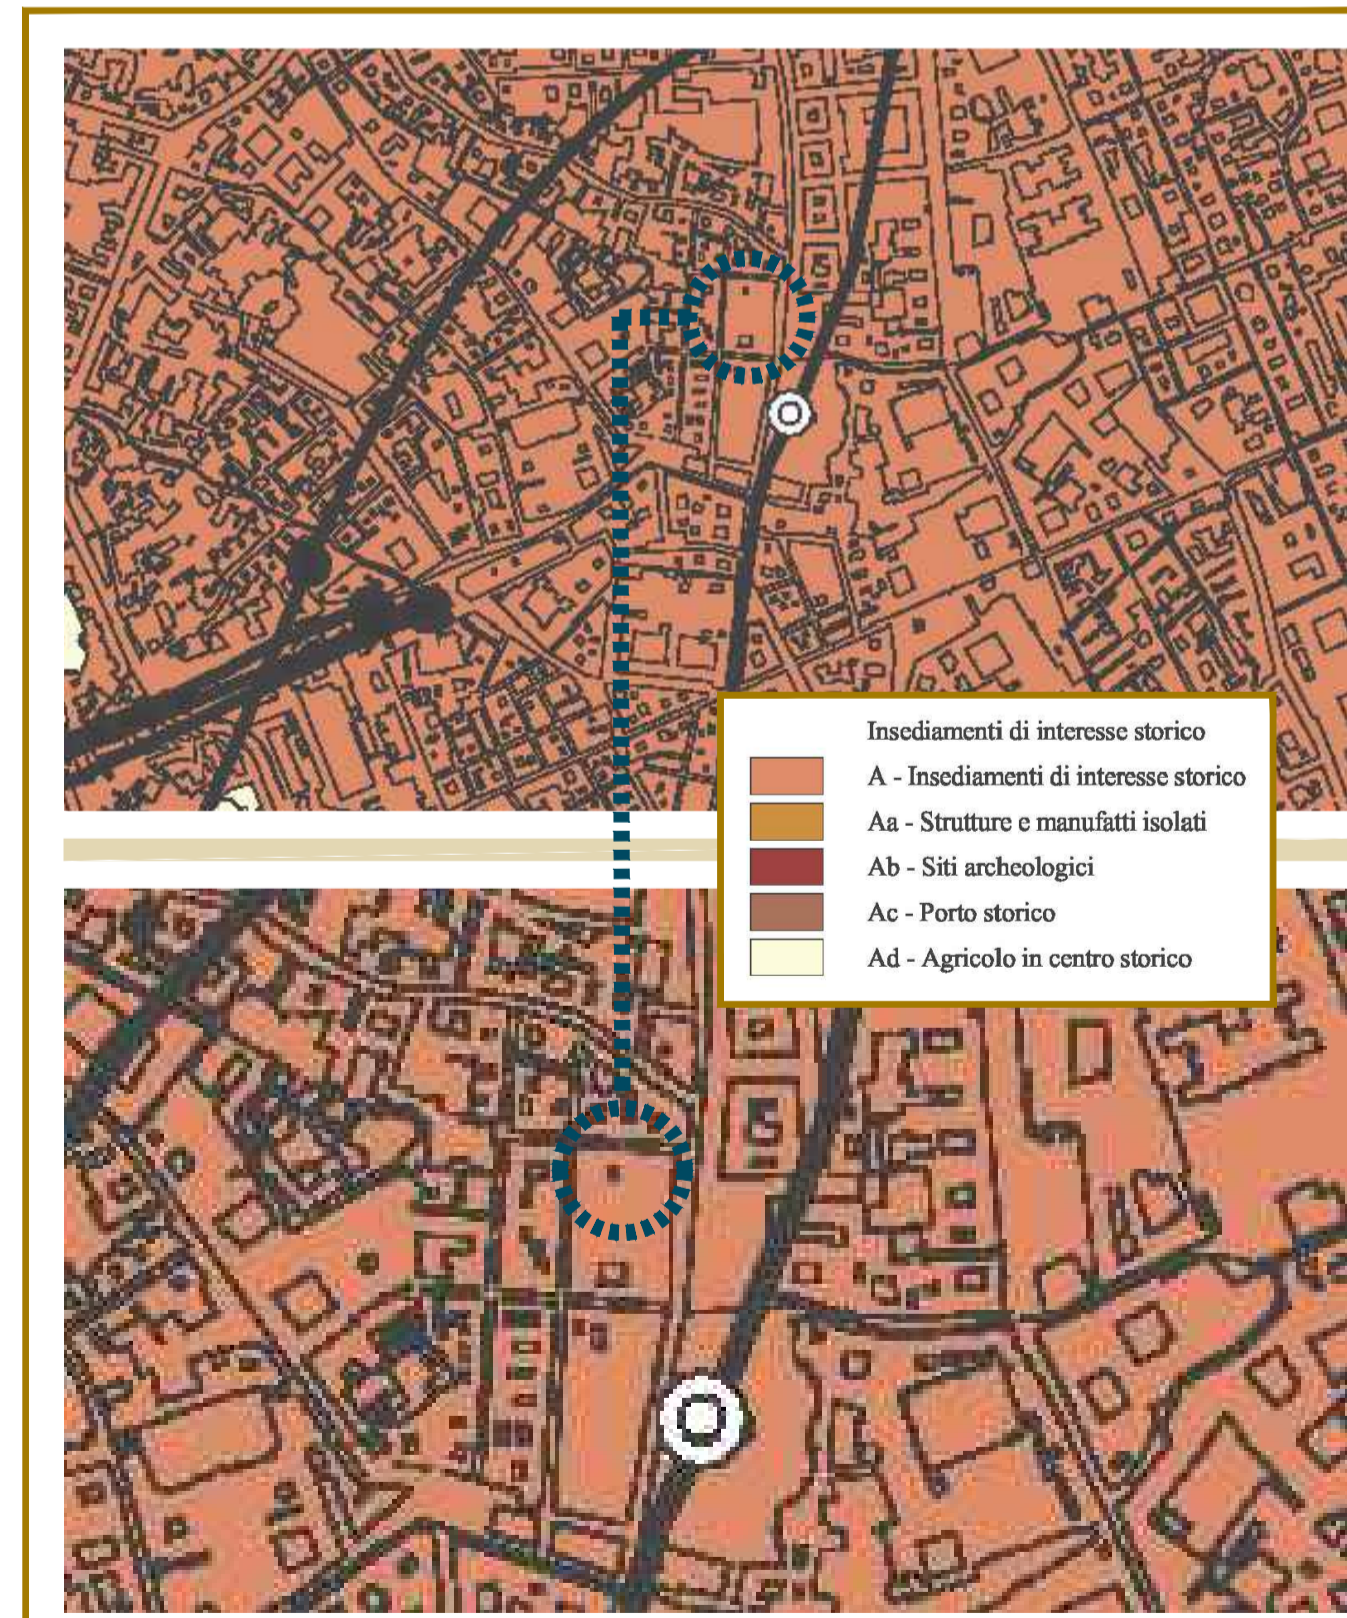 Insediamenti di interesse storico
A - Insediamenti di interesse storico
Aa - Strutture e manufatti isolati
Ab - Siti archeologici
Ac - Porto storico
Ad - Agricolo in centro storico